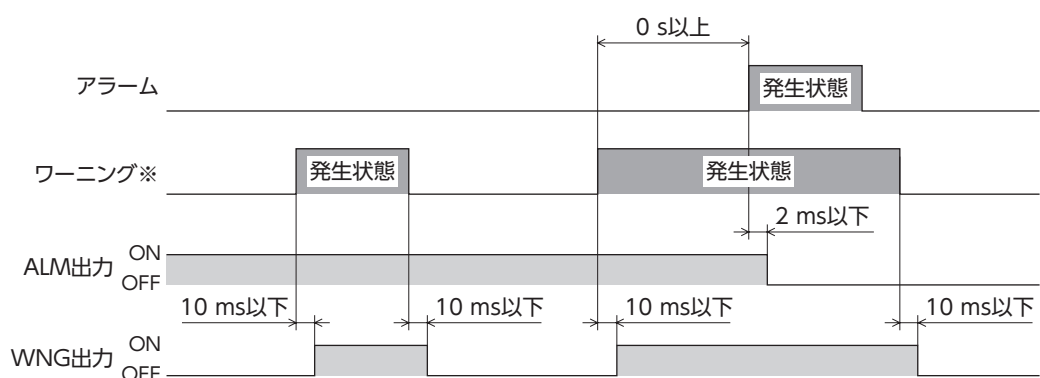 0 s以上
アラーム
発生状態
ワーニング※
発生状態
発生状態
2 ms以下
ALM出力
ON
OFF
10 ms以下
10 ms以下
10 ms以下
10 ms以下
WNG出力
ON
OFF